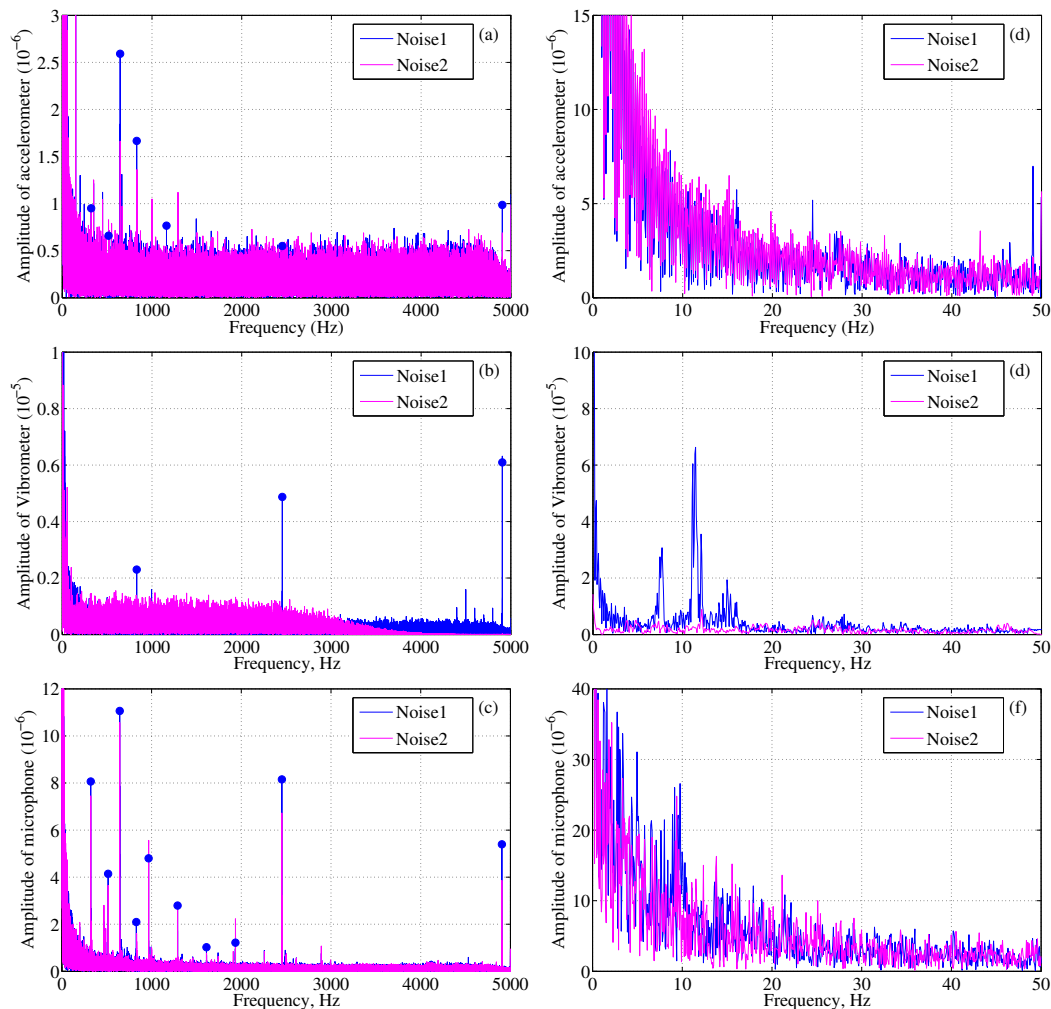 3
2.5
2
1.5
1
0.5
0
Amplitude of accelerometer (10⁻⁶)
(a)
Noise1
Noise2
0 1000 2000 3000 4000 5000
Frequency (Hz)
15
10
5
0
Amplitude of accelerometer (10⁻⁶)
(d)
Noise1
Noise2
0 10 20 30 40 50
Frequency (Hz)
1
0.8
0.6
0.4
0.2
0
Amplitude of Vibrometer (10⁻⁵)
(b)
Noise1
Noise2
0 1000 2000 3000 4000 5000
Frequency, Hz
10
8
6
4
2
0
Amplitude of Vibrometer (10⁻⁵)
(d)
Noise1
Noise2
0 10 20 30 40 50
Frequency, Hz
12
10
8
6
4
2
0
Amplitude of microphone (10⁻⁶)
(c)
Noise1
Noise2
0 1000 2000 3000 4000 5000
Frequency, Hz
40
30
20
10
0
Amplitude of microphone (10⁻⁶)
(f)
Noise1
Noise2
0 10 20 30 40 50
Frequency, Hz